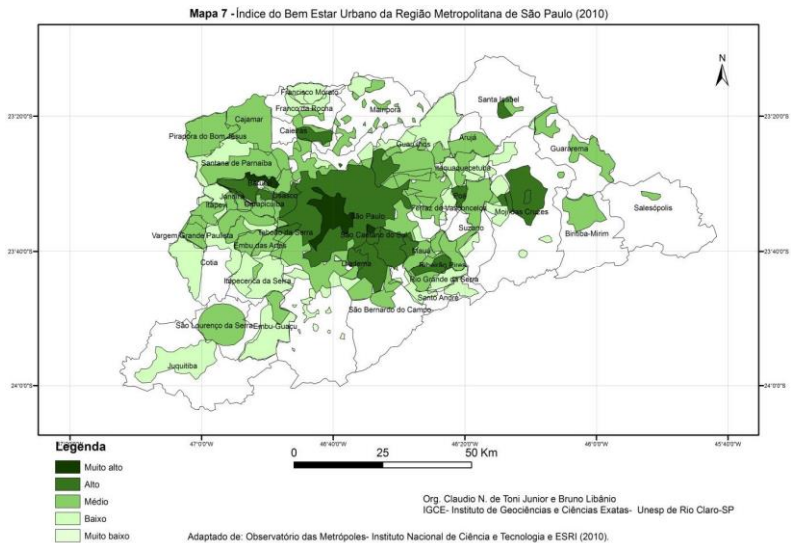 Mapa 7 - Índice do Bem Estar Urbano da Região Metropolitana de São Paulo (2010)
N
23°20'0"S
23°20'0"S
23°40'0"S
23°40'0"S
24°0'0"S
24°0'0"S
Francisco Morato
Franco da Rocha
Mairiporã
Santa Isabel
Cajamar
Caieiras
Pirapora do Bom Jesus
Guarulhos
Arujá
Guararema
Santana de Parnaíba
Itaquaquecetuba
Barueri
Osasco
Jandira
Carapicuíba
Poá
Itapevi
São Paulo
Ferraz de Vasconcelos
Mojidas Cruzes
Salesópolis
Vargem Grande Paulista
Taboão da Serra
São Caetano do Sul
Suzano
Biritiba-Mirim
Embu das Artes
Mauá
Cotia
Diadema
Ribeirão Pires
Itapecerica da Serra
Rio Grande da Serra
Santo André
São Bernardo do Campo
São Lourenço da Serra
Embu-Guaçu
Juquitiba
47°0'0"W
46°40'0"W
46°20'0"W
46°0'0"W
45°40'0"W
Legenda
Muito alto
Alto
Médio
Baixo
Muito baixo
0 25 50 Km
Org. Claudio N. de Toni Junior e Bruno Libânio
IGCE- Instituto de Geociências e Ciências Exatas- Unesp de Rio Claro-SP
Adaptado de: Observatório das Metrópoles- Instituto Nacional de Ciência e Tecnologia e ESRI (2010).